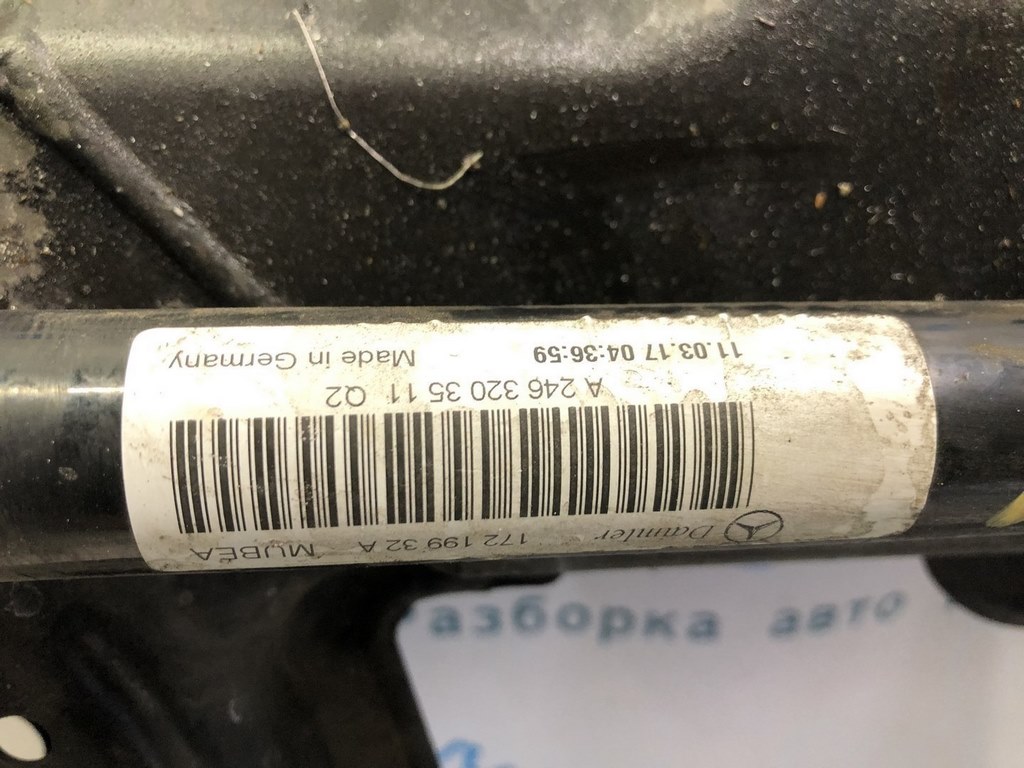 Daimler 172 199 32 A MUBEA
A 246 320 35 11 Q2
11.03.17 04:36:59 Made in Germany
Разборка авто